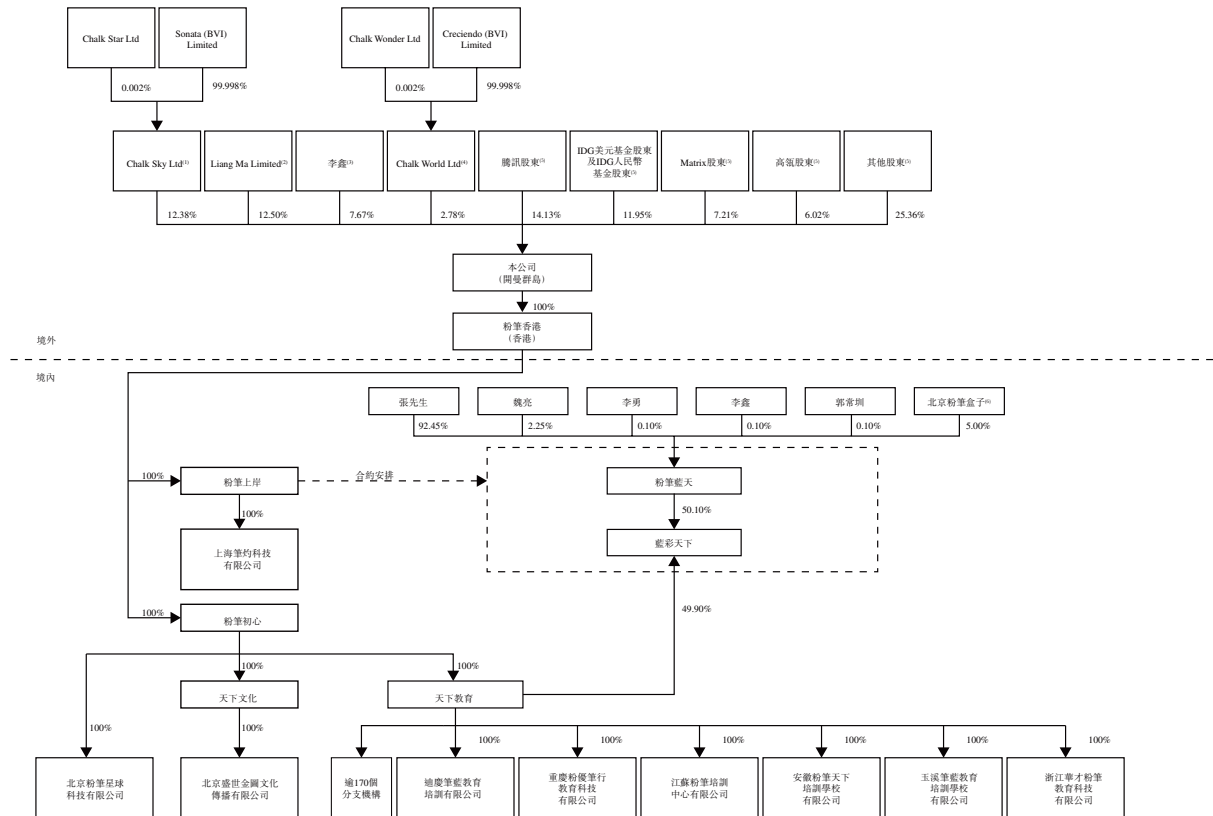 Chalk Star Ltd
Sonata (BVI)
Limited
Chalk Wonder Ltd
Creciendo (BVI)
Limited
0.002%
99.998%
0.002%
99.998%
Chalk Sky Ltd(1)
Liang Ma Limited(2)
李鑫(3)
Chalk World Ltd(4)
騰訊股東(5)
IDG美元基金股東
及IDG人民幣
基金股東(5)
Matrix股東(5)
高瓴股東(5)
其他股東(5)
12.38%
12.50%
7.67%
2.78%
14.13%
11.95%
7.21%
6.02%
25.36%
本公司
(開曼群島)
100%
粉筆香港
(香港)
境外
境內
張先生
魏亮
李勇
李鑫
郭常圳
北京粉筆盒子(6)
92.45%
2.25%
0.10%
0.10%
0.10%
5.00%
100%
粉筆上岸
合約安排
粉筆藍天
100%
50.10%
上海筆灼科技
有限公司
藍彩天下
100%
粉筆初心
49.90%
100%
100%
天下文化
天下教育
100%
100%
100%
100%
100%
100%
100%
100%
北京粉筆星球
科技有限公司
北京盛世金圖文化
傳播有限公司
逾170個
分支機構
迪慶筆藍教育
培訓有限公司
重慶粉優筆行
教育科技
有限公司
江蘇粉筆培訓
中心有限公司
安徽粉筆天下
培訓學校
有限公司
玉溪筆藍教育
培訓學校
有限公司
浙江華才粉筆
教育科技
有限公司